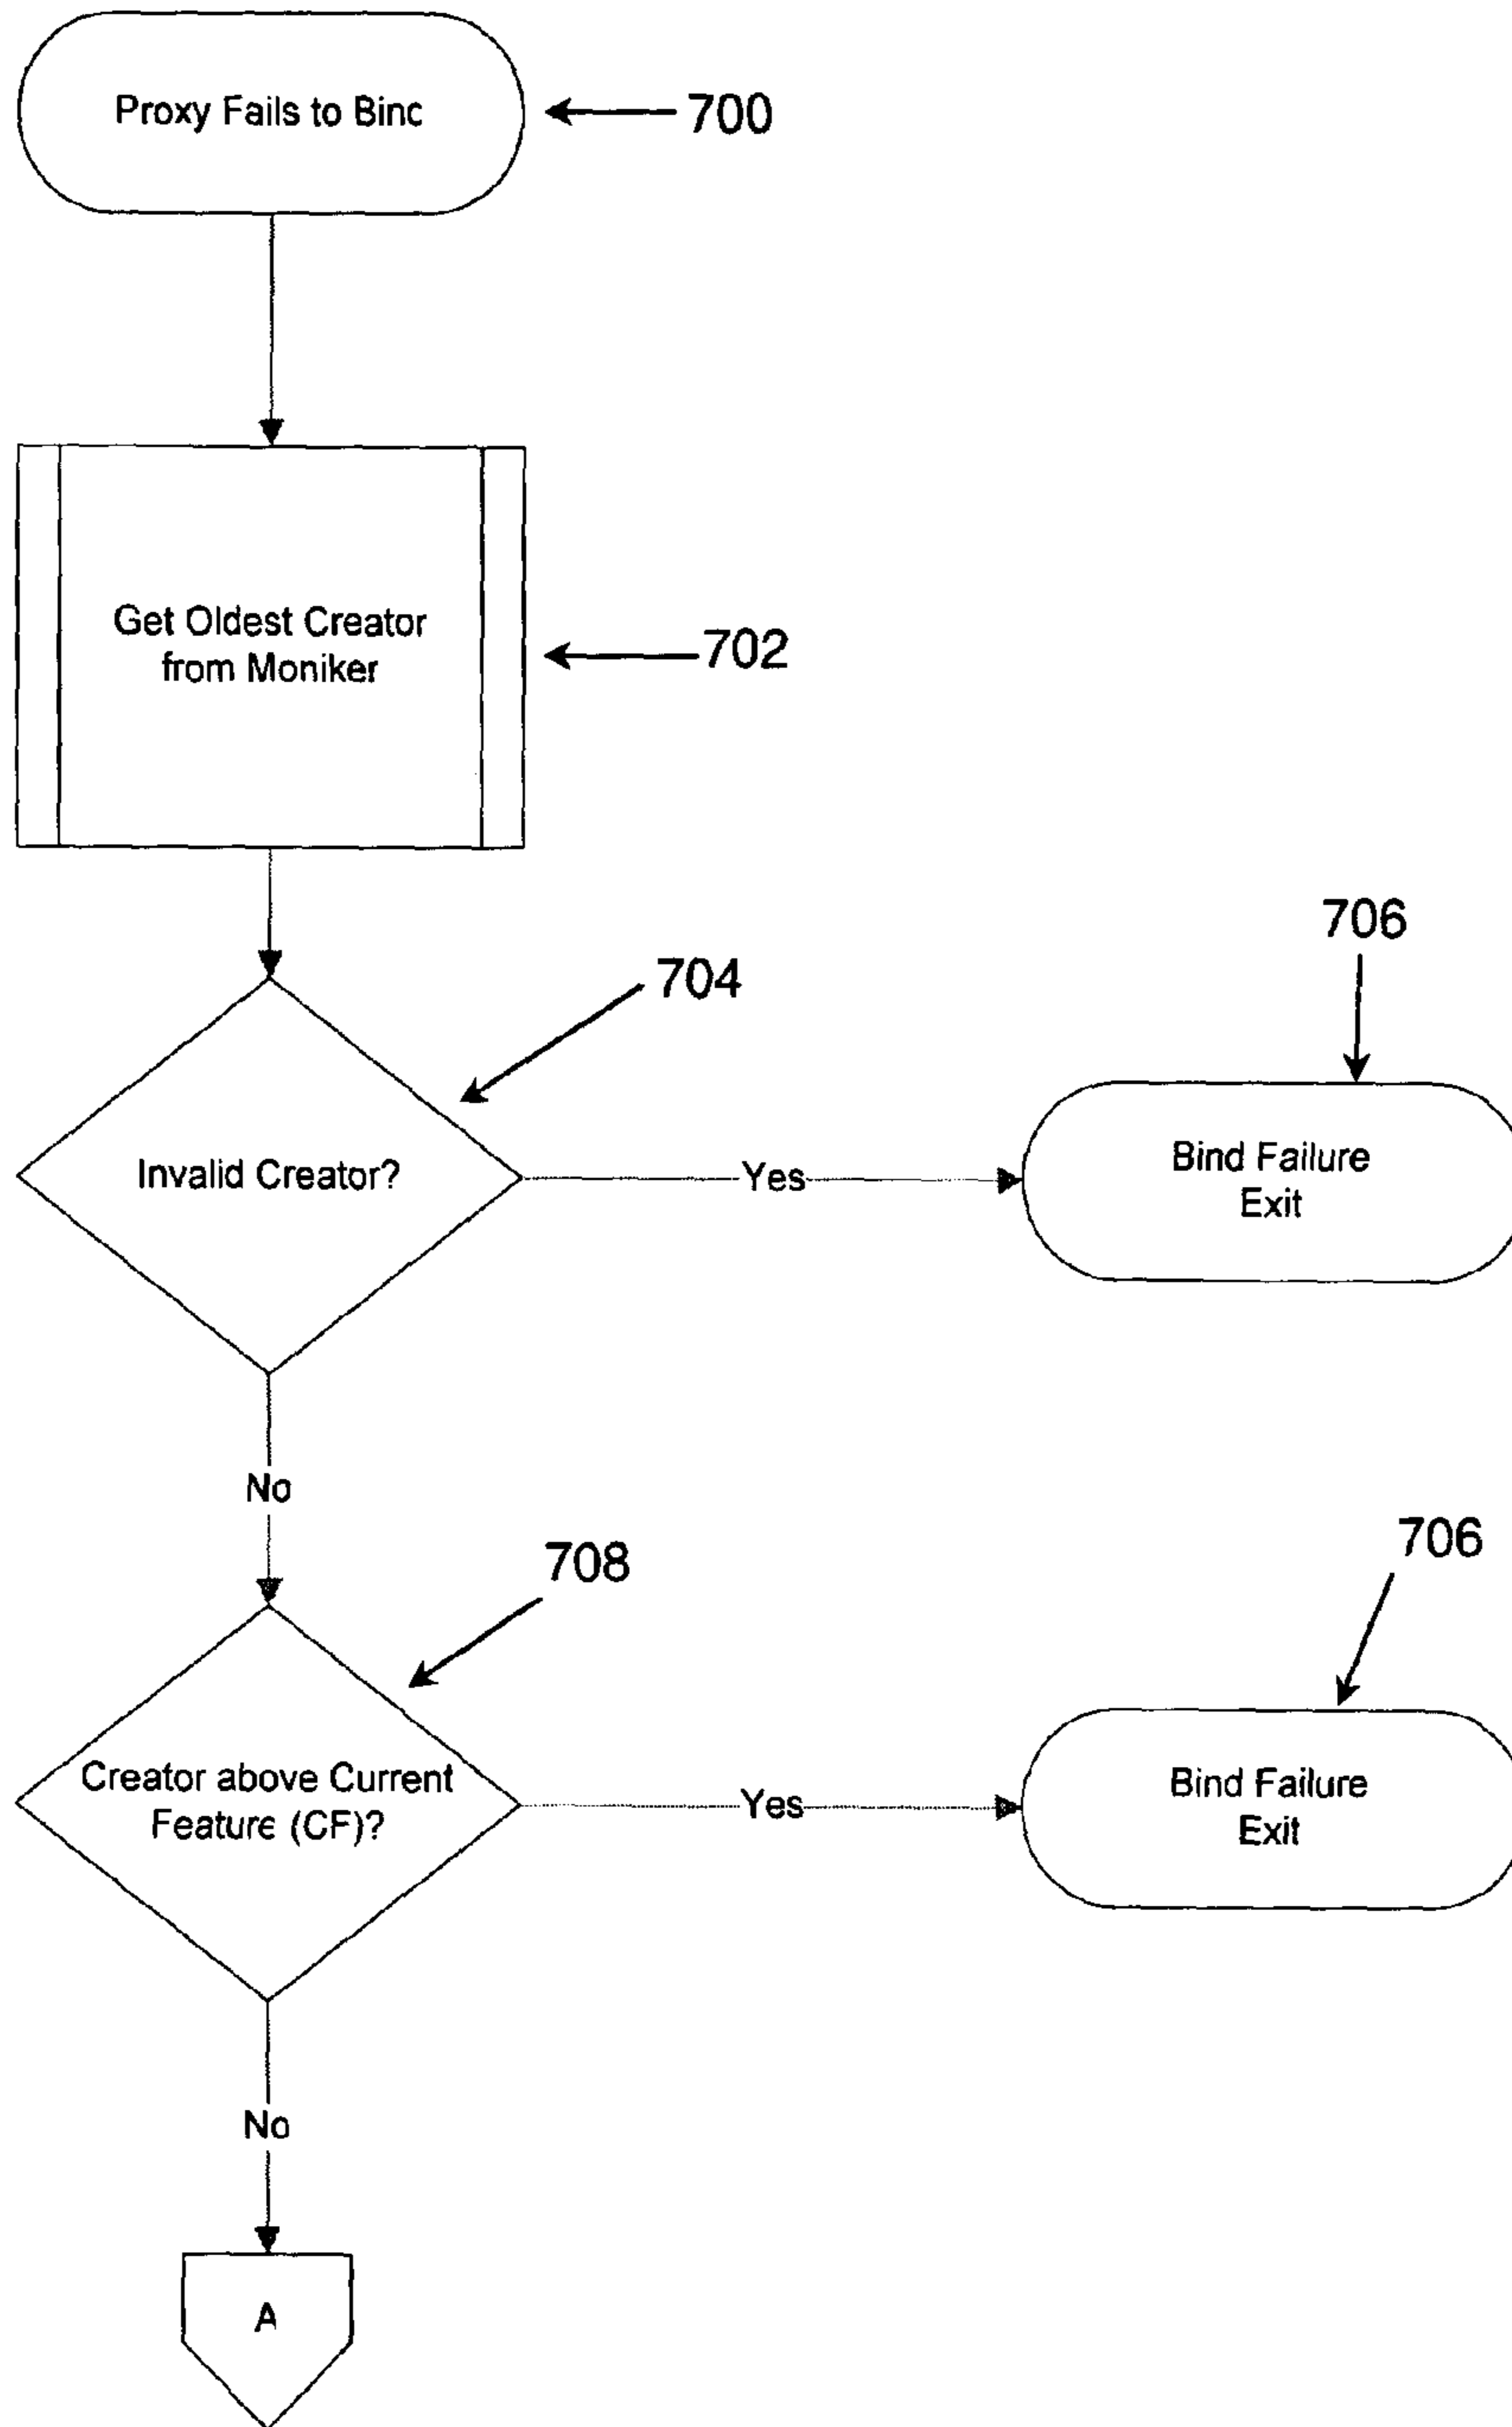 Proxy Fails to Binc
700
Get Oldest Creator
from Moniker
702
706
704
Invalid Creator?
Yes
Bind Failure
Exit
No
708
706
Creator above Current
Feature (CF)?
Yes
Bind Failure
Exit
No
A